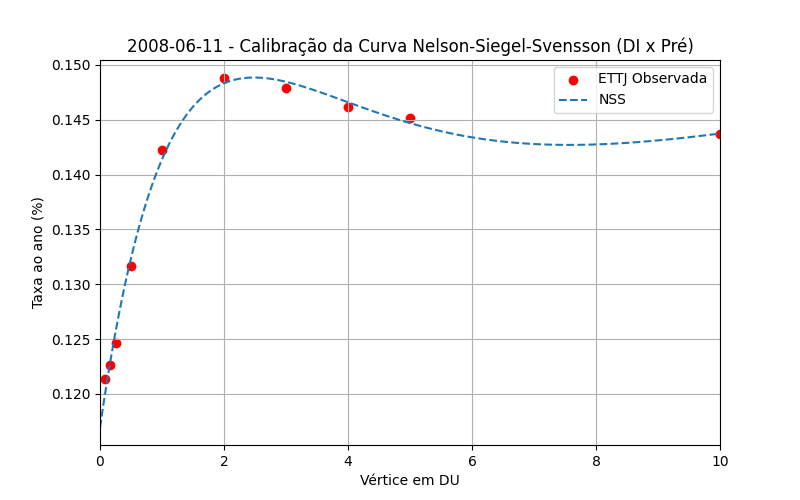 2008-06-11 - Calibração da Curva Nelson-Siegel-Svensson (DI x Pré)
ETTJ Observada
NSS
Taxa ao ano (%)
0.150
0.145
0.140
0.135
0.130
0.125
0.120
0 2 4 6 8 10
Vértice em DU